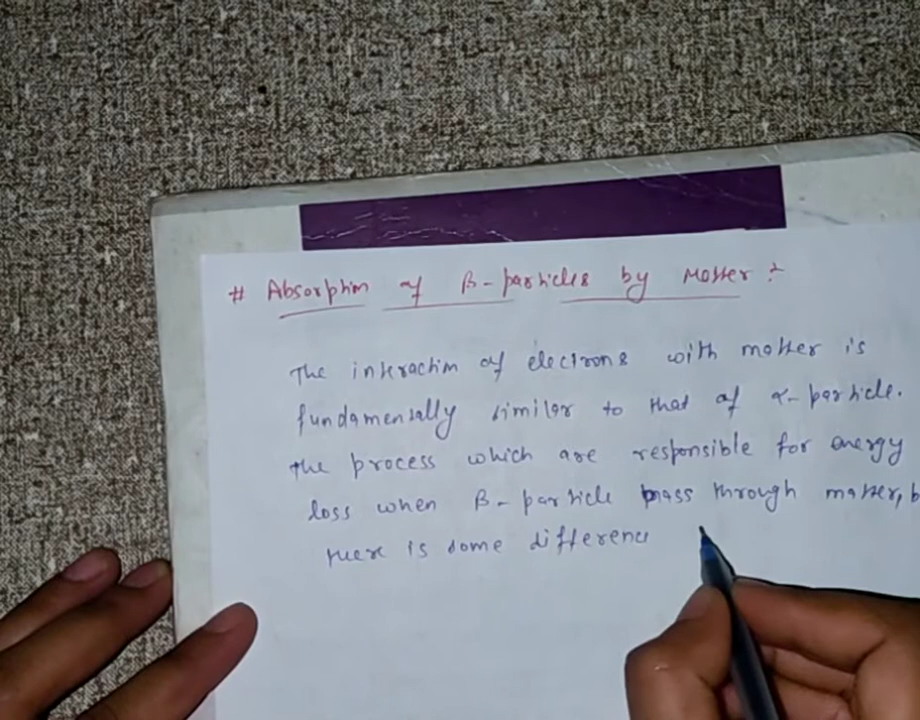 # Absorption of β-particles by Matter :
The interaction of electrons with matter is
fundamentally similar to that of α-particle.
the process which are responsible for energy
loss when β-particle pass through matter, b
there is some difference